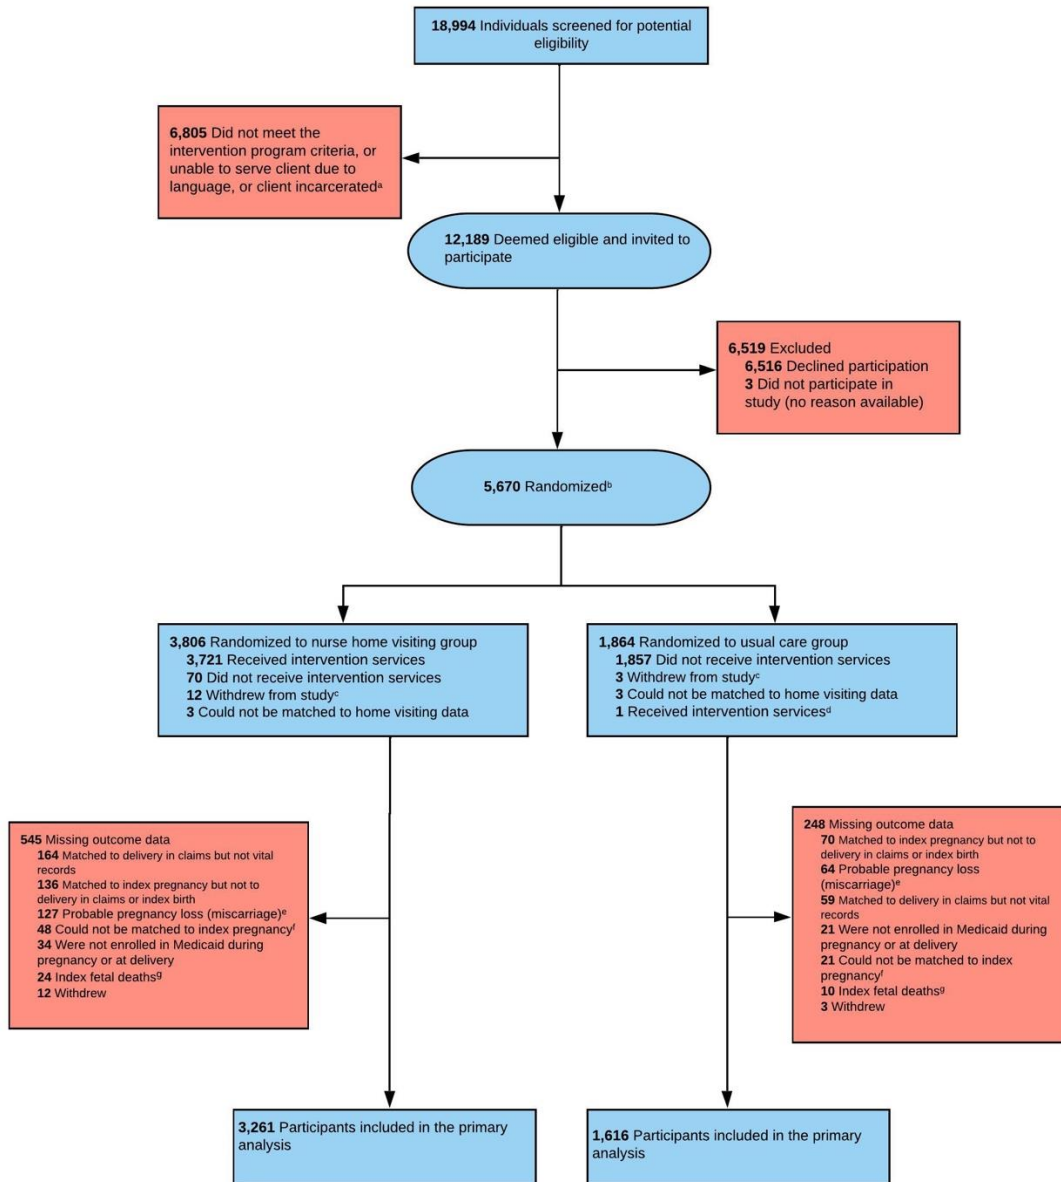 18,994 Individuals screened for potential
eligibility
6,805 Did not meet the
intervention program criteria, or
unable to serve client due to
language, or client incarceratedᵃ
12,189 Deemed eligible and invited to
participate
6,519 Excluded
6,516 Declined participation
3 Did not participate in
study (no reason available)
5,670 Randomizedᵇ
3,806 Randomized to nurse home visiting group
3,721 Received intervention services
70 Did not receive intervention services
12 Withdrew from studyᶜ
3 Could not be matched to home visiting data
1,864 Randomized to usual care group
1,857 Did not receive intervention services
3 Withdrew from studyᶜ
3 Could not be matched to home visiting data
1 Received intervention servicesᵈ
545 Missing outcome data
164 Matched to delivery in claims but not vital
records
136 Matched to index pregnancy but not to
delivery in claims or index birth
127 Probable pregnancy loss (miscarriage)ᵉ
48 Could not be matched to index pregnancyᶠ
34 Were not enrolled in Medicaid during
pregnancy or at delivery
24 Index fetal deathsᵍ
12 Withdrew
248 Missing outcome data
70 Matched to index pregnancy but not to
delivery in claims or index birth
64 Probable pregnancy loss
(miscarriage)ᵉ
59 Matched to delivery in claims but not vital
records
21 Were not enrolled in Medicaid during
pregnancy or at delivery
21 Could not be matched to index
pregnancyᶠ
10 Index fetal deathsᵍ
3 Withdrew
3,261 Participants included in the primary
analysis
1,616 Participants included in the primary
analysis